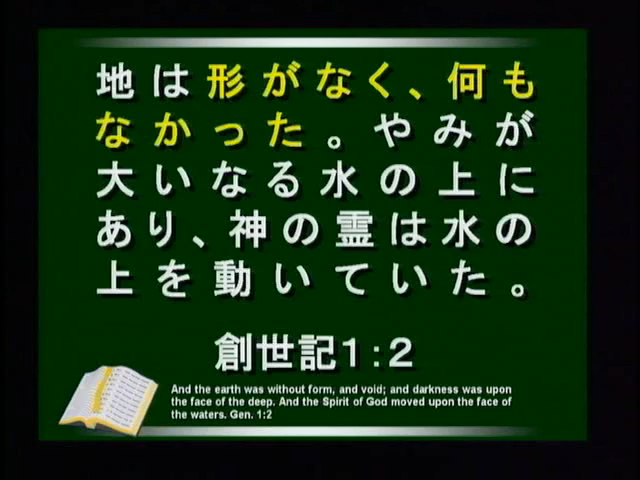 地は形がなく、何も
なかった。やみが
大いなる水の上に
あり、神の霊は水の
上を動いていた。
創世記1:2
And the earth was without form, and void; and darkness was upon
the face of the deep. And the Spirit of God moved upon the face of
the waters. Gen. 1:2